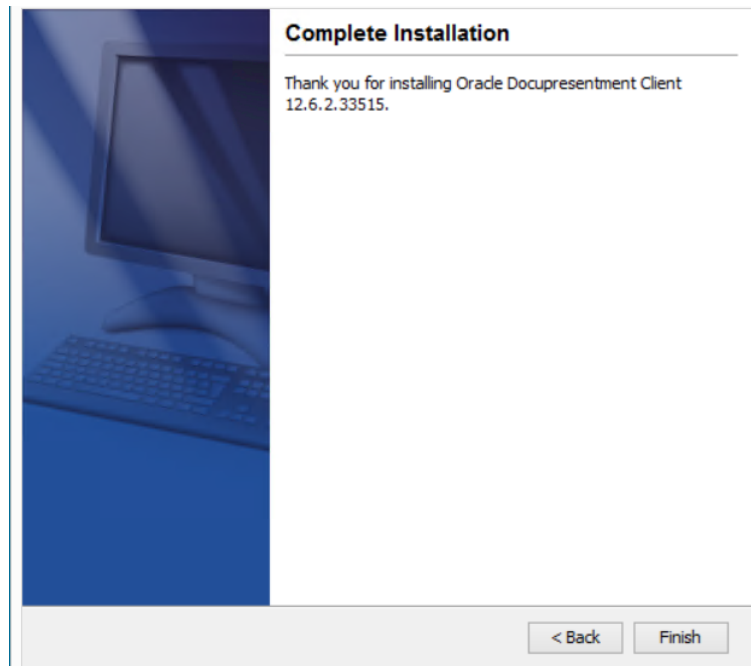 Complete Installation
Thank you for installing Oracle Docupresentment Client
12.6.2.33515.
< Back
Finish